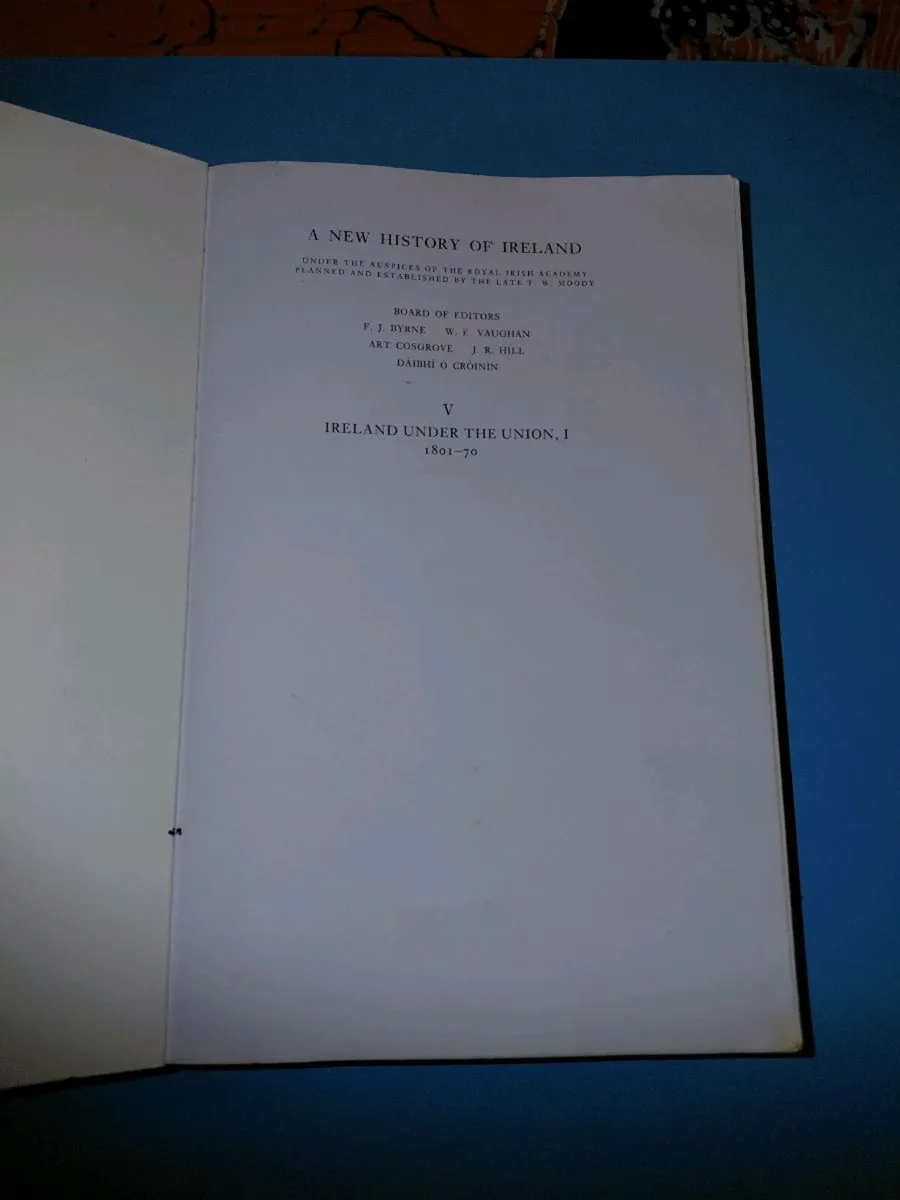 A NEW HISTORY OF IRELAND
UNDER THE AUSPICES OF THE ROYAL IRISH ACADEMY
PLANNED AND ESTABLISHED BY THE LATE T. W. MOODY
BOARD OF EDITORS
F. J. BYRNE W. E. VAUGHAN
ART COSGROVE J. R. HILL
DÁIBHÍ Ó CRÓINÍN
V
IRELAND UNDER THE UNION, I
1801–70